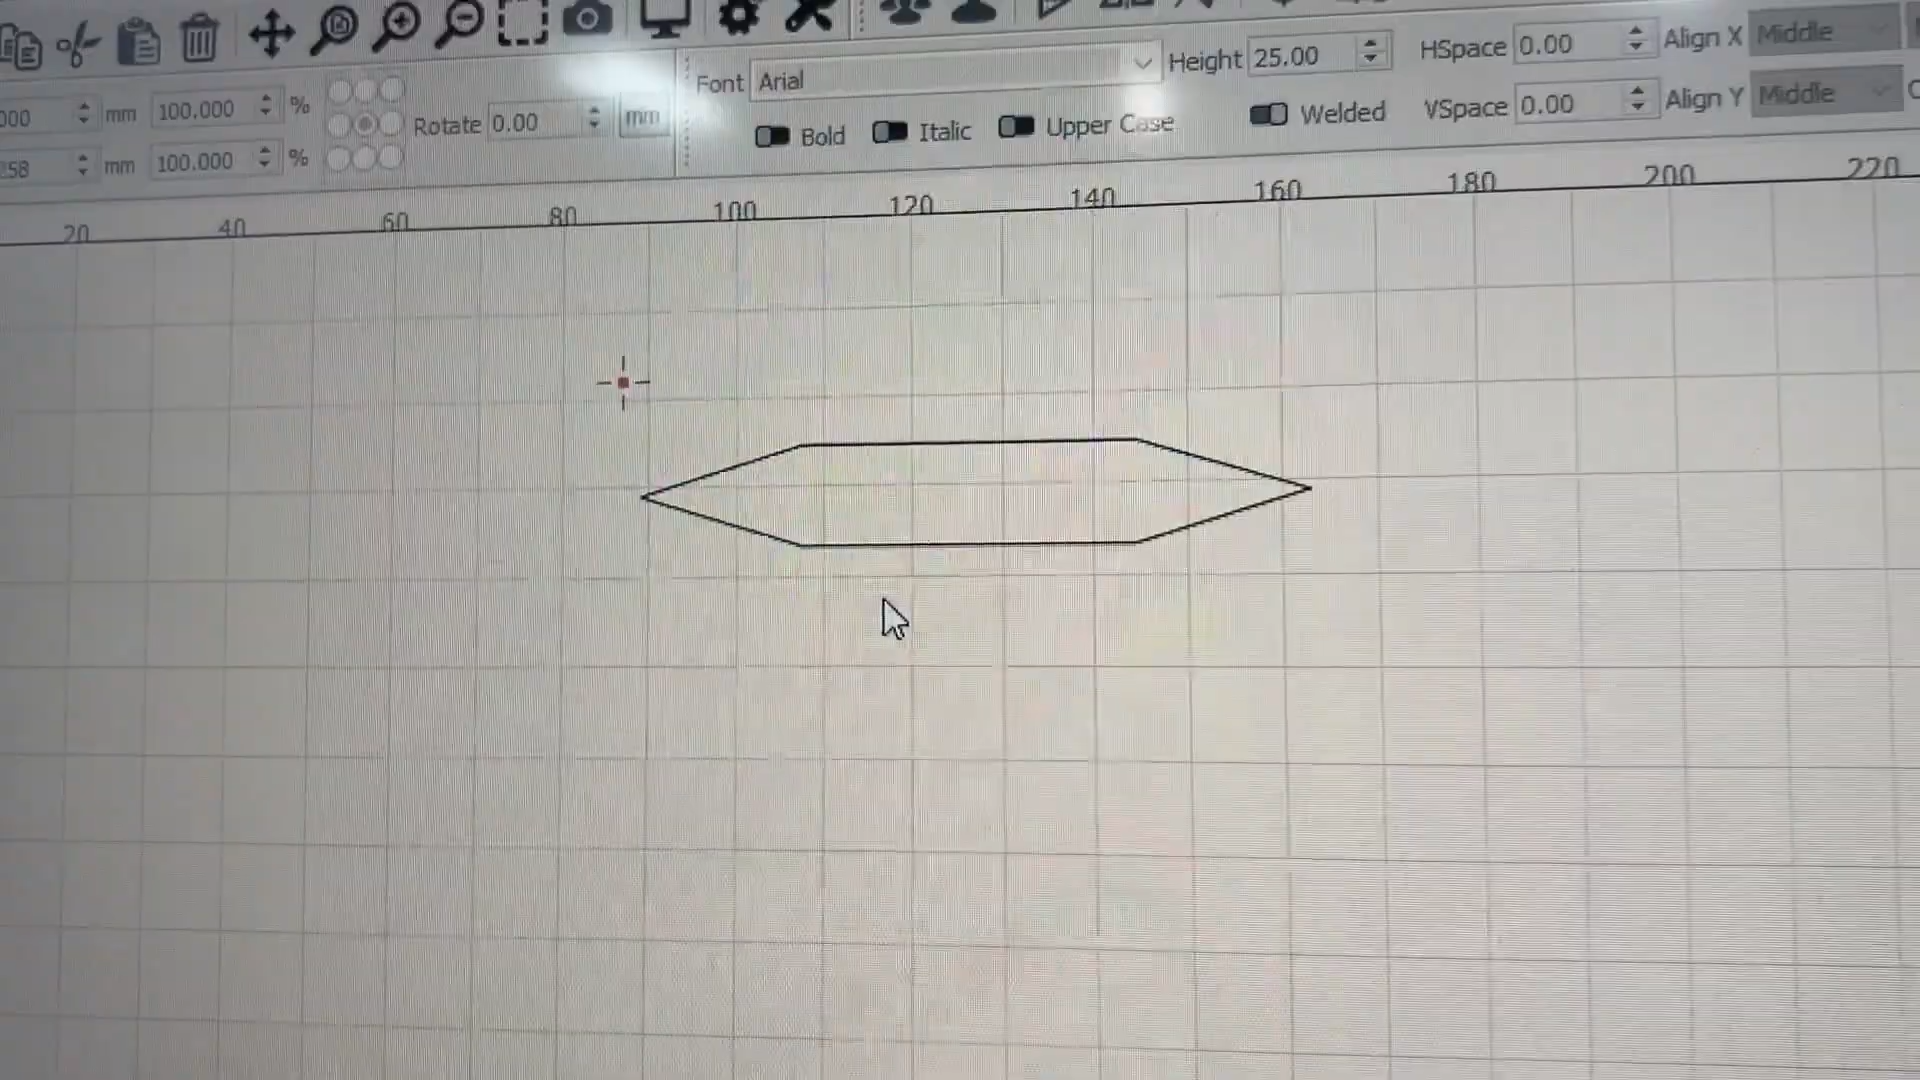 Font Arial Height 25.00 HSpace 0.00 Align X Middle
000 mm 100.000 % Rotate 0.00 mm Bold Italic Upper Case Welded VSpace 0.00 Align Y Middle
58 mm 100.000 %
20 40 60 80 100 120 140 160 180 200 220